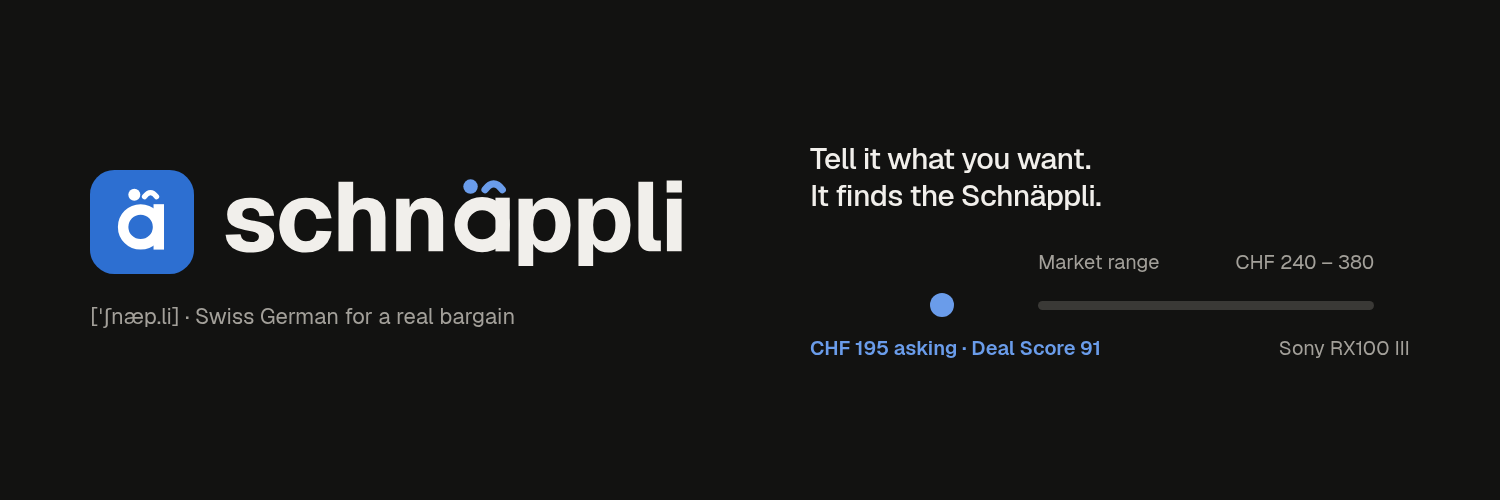 ä
schnäppli
['ʃnæp.li] · Swiss German for a real bargain
Tell it what you want.
It finds the Schnäppli.
Market range CHF 240 – 380
CHF 195 asking · Deal Score 91
Sony RX100 III